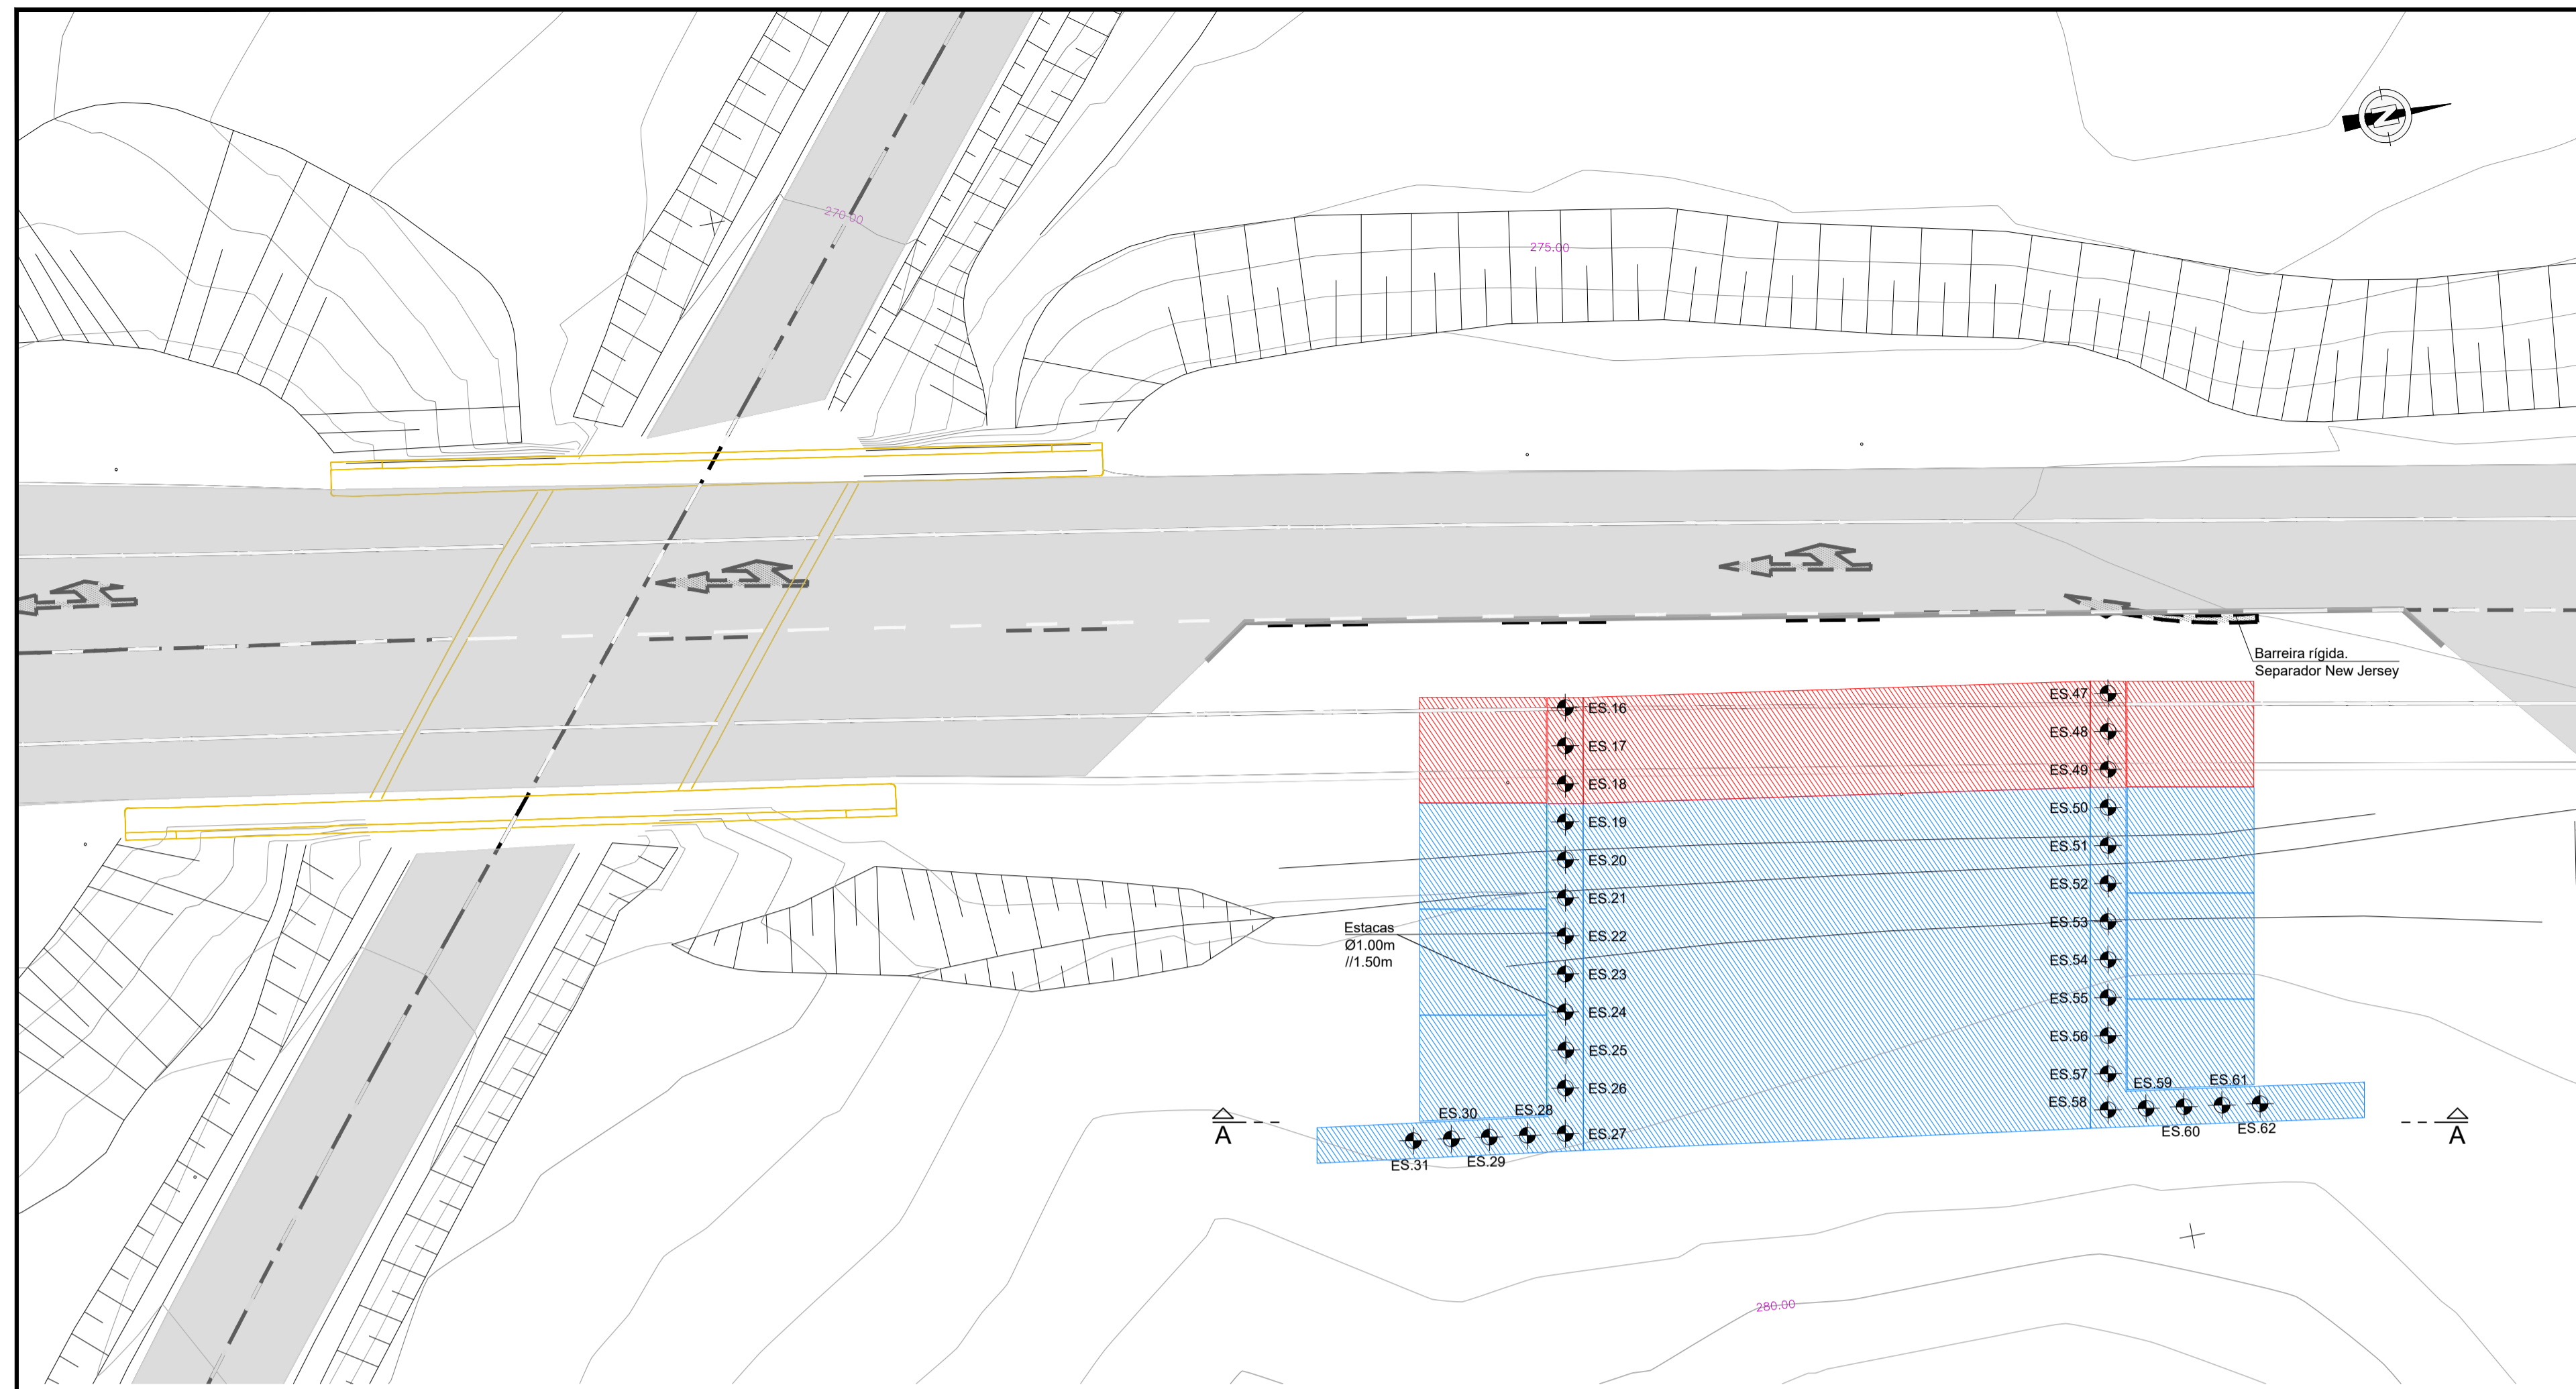 N
270.00
275.00
Barreira rígida.
Separador New Jersey
ES.16
ES.17
ES.18
ES.19
ES.20
ES.21
ES.22
ES.23
ES.24
ES.25
ES.26
ES.27
ES.28
ES.29
ES.30
ES.31
Estacas
Ø1.00m
//1.50m
ES.47
ES.48
ES.49
ES.50
ES.51
ES.52
ES.53
ES.54
ES.55
ES.56
ES.57
ES.58
ES.59
ES.60
ES.61
ES.62
A
A
280.00